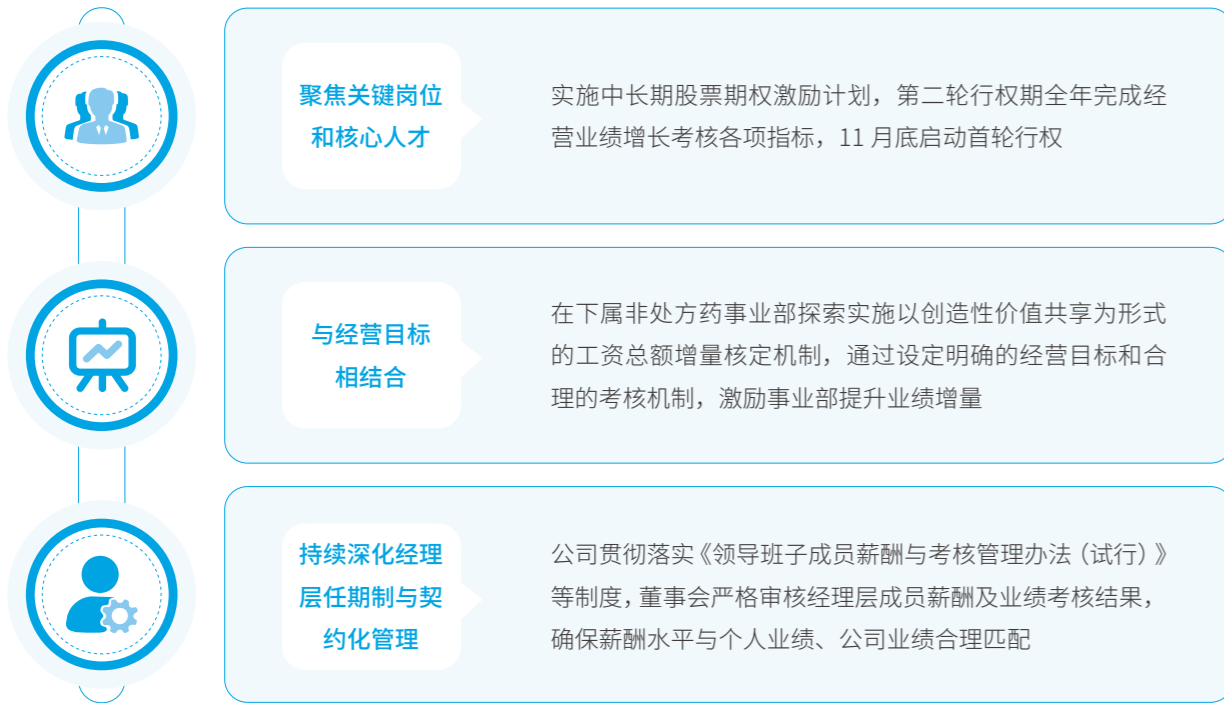 聚焦关键岗位
和核心人才
实施中长期股票期权激励计划，第二轮行权期全年完成经
营业绩增长考核各项指标，11 月底启动首轮行权
与经营目标
相结合
在下属非处方药事业部探索实施以创造性价值共享为形式
的工资总额增量核定机制，通过设定明确的经营目标和合
理的考核机制，激励事业部提升业绩增量
持续深化经理
层任期制与契
约化管理
公司贯彻落实《领导班子成员薪酬与考核管理办法（试行）》
等制度，董事会严格审核经理层成员薪酬及业绩考核结果，
确保薪酬水平与个人业绩、公司业绩合理匹配